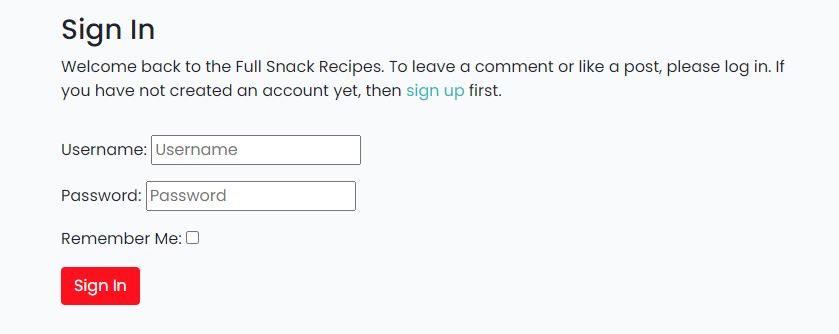 Sign In
Welcome back to the Full Snack Recipes. To leave a comment or like a post, please log in. If
you have not created an account yet, then sign up first.
Username: Username
Password: Password
Remember Me:
Sign In